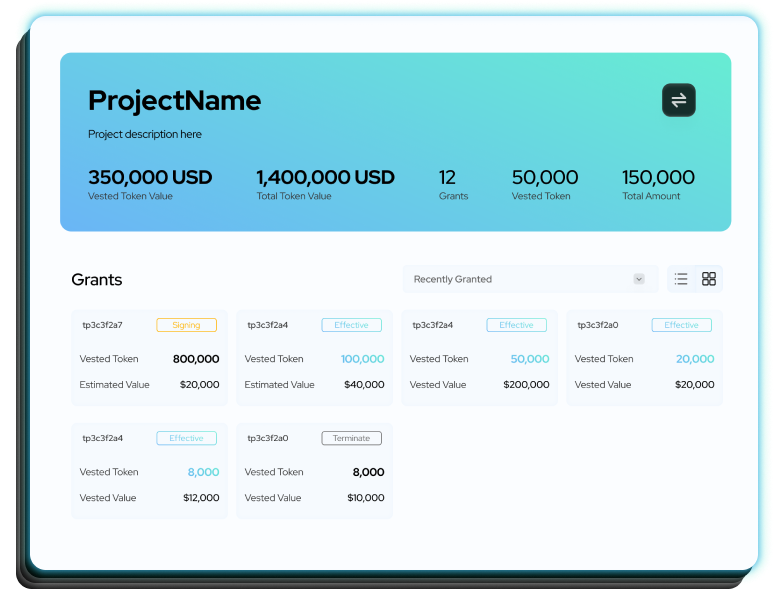 ProjectName
Project description here
350,000 USD 1,400,000 USD 12 50,000 150,000
Vested Token Value Total Token Value Grants Vested Token Total Amount
Grants Recently Granted
tp3c3f2a7 Signing tp3c3f2a4 Effective tp3c3f2a4 Effective tp3c3f2a0 Effective
Vested Token 800,000 Vested Token 100,000 Vested Token 50,000 Vested Token 20,000
Estimated Value $20,000 Estimated Value $40,000 Vested Value $200,000 Vested Value $20,000
tp3c3f2a4 Effective tp3c3f2a0 Terminate
Vested Token 8,000 Vested Token 8,000
Vested Value $12,000 Vested Value $10,000